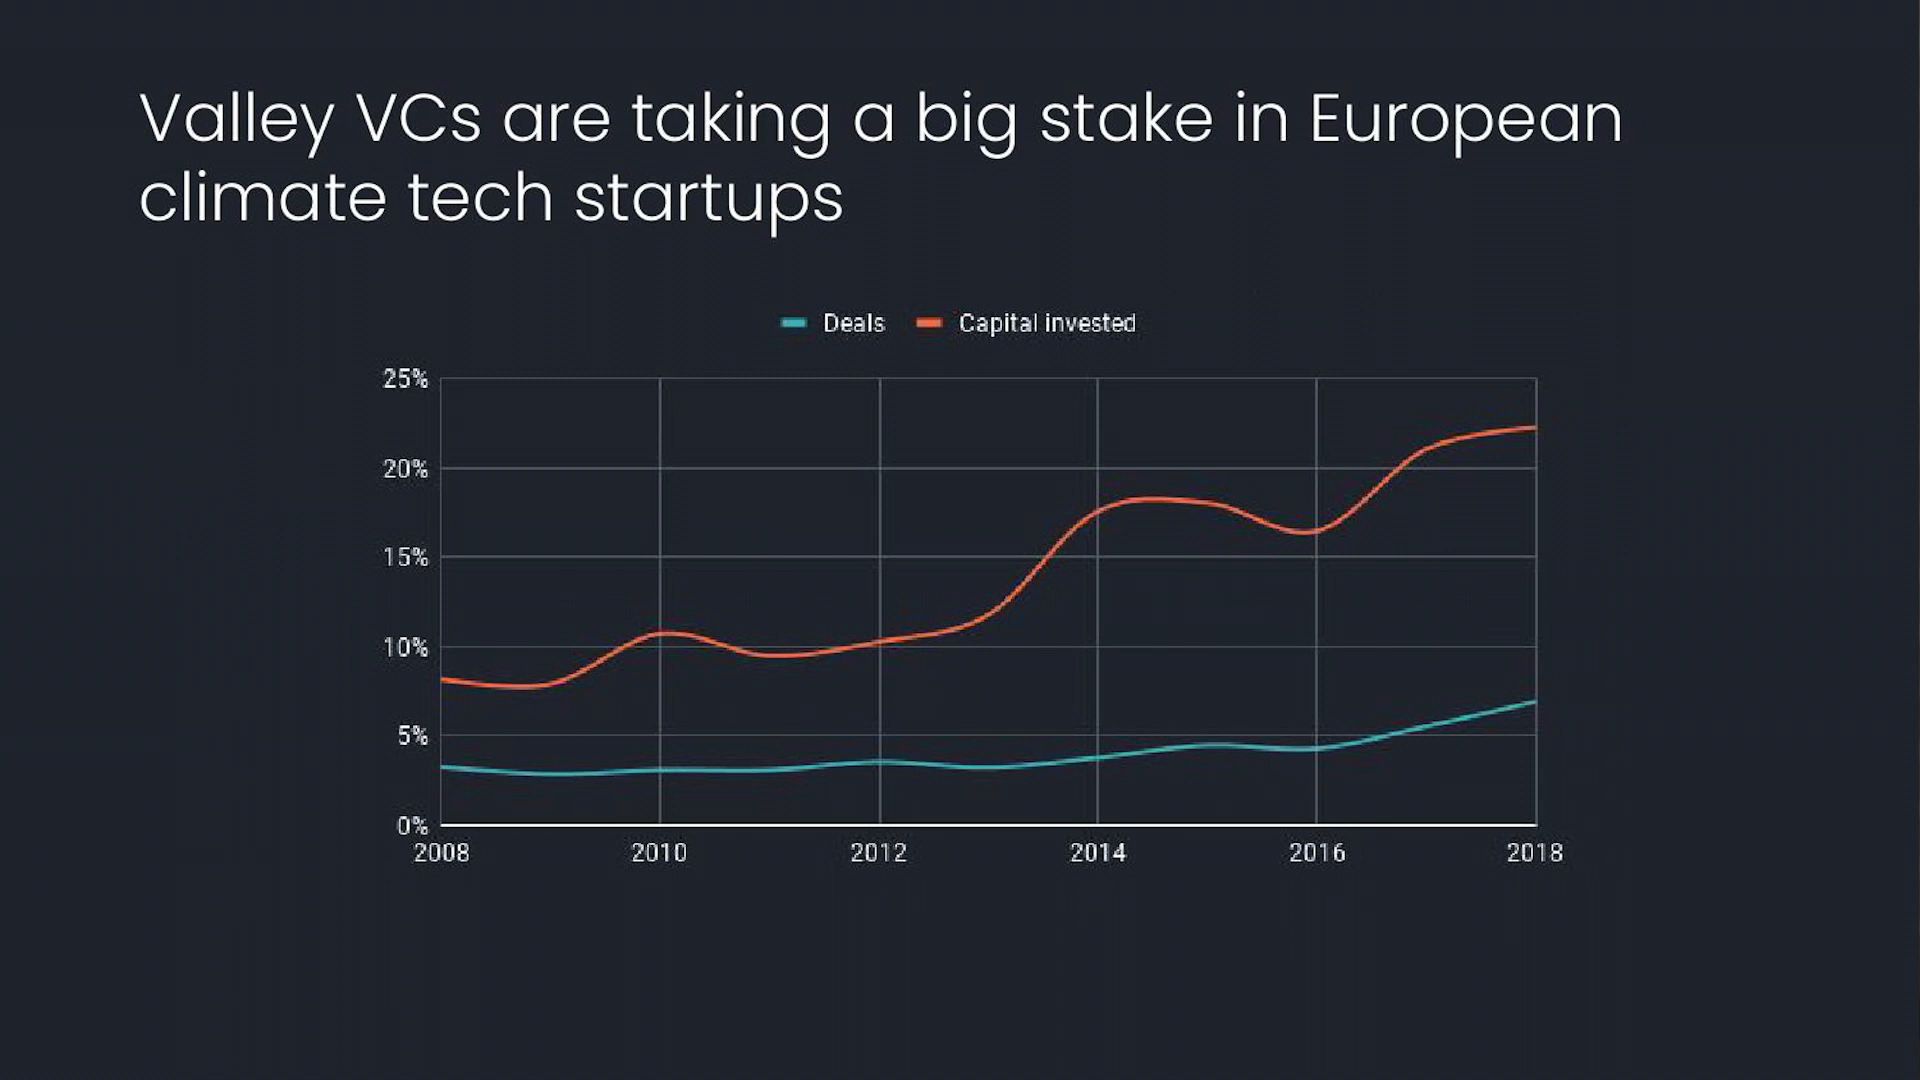 Valley VCs are taking a big stake in European
climate tech startups
Deals Capital invested
25%
20%
15%
10%
5%
0%
2008 2010 2012 2014 2016 2018